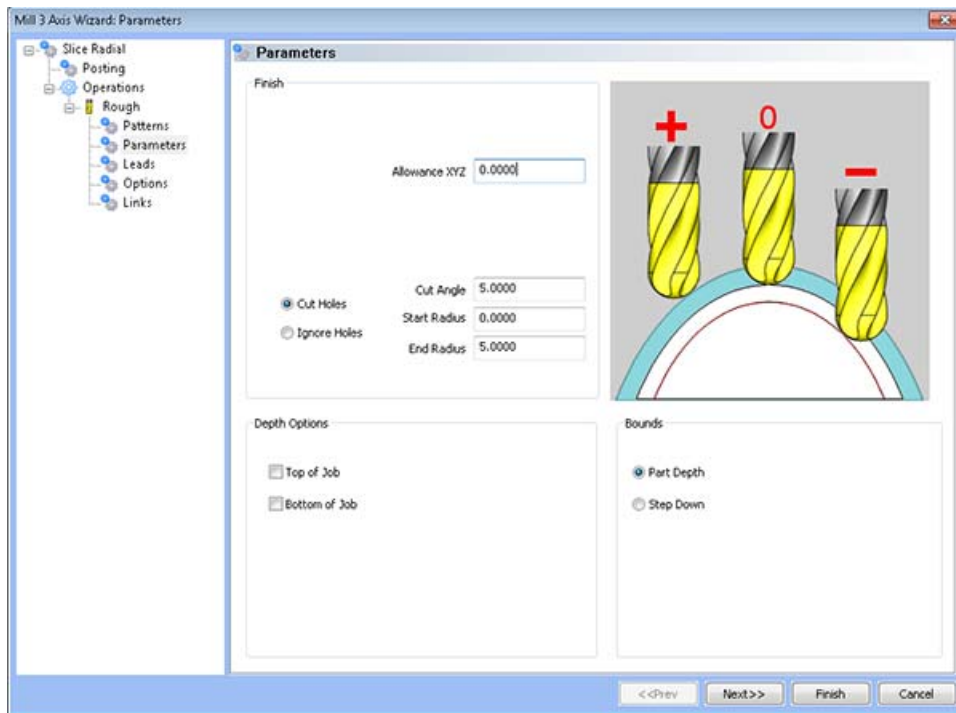 Mill 3 Axis Wizard: Parameters
Slice Radial
Posting
Operations
Rough
Patterns
Parameters
Leads
Options
Links
Parameters
Finish
Allowance XYZ 0.0000
Cut Holes
Ignore Holes
Cut Angle 5.0000
Start Radius 0.0000
End Radius 5.0000
+ 0 −
Depth Options
Top of Job
Bottom of Job
Bounds
Part Depth
Step Down
<<Prev Next>> Finish Cancel